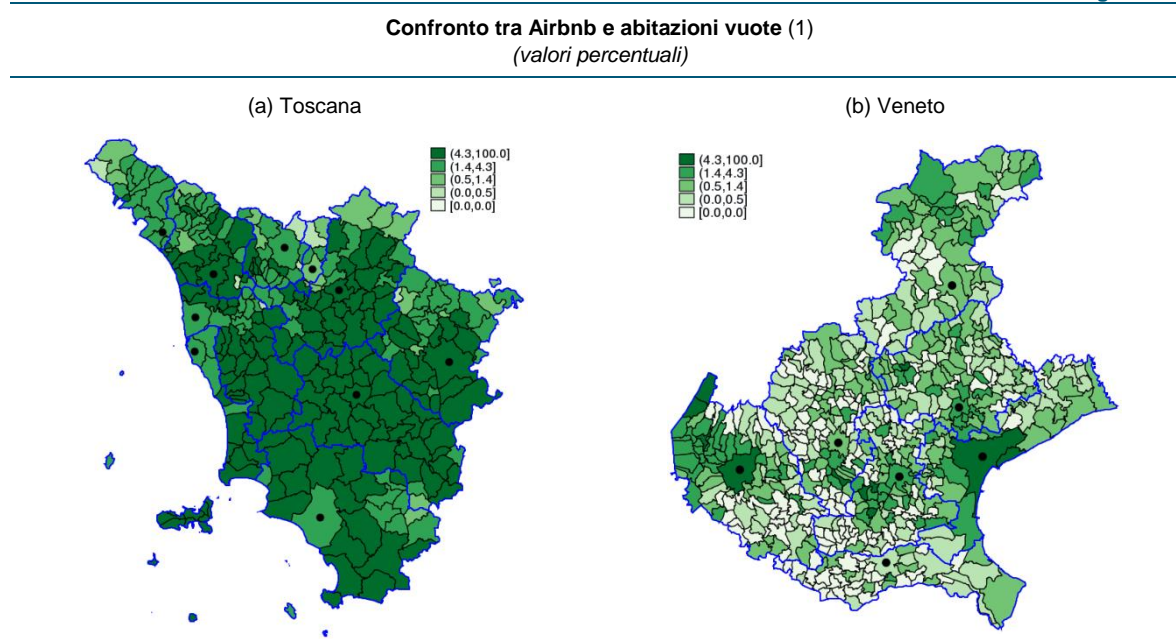 Confronto tra Airbnb e abitazioni vuote (1)
(valori percentuali)
(a) Toscana
(b) Veneto
(4.3,100.0]
(1.4,4.3]
(0.5,1.4]
(0.0,0.5]
[0.0,0.0]
(4.3,100.0]
(1.4,4.3]
(0.5,1.4]
(0.0,0.5]
[0.0,0.0]